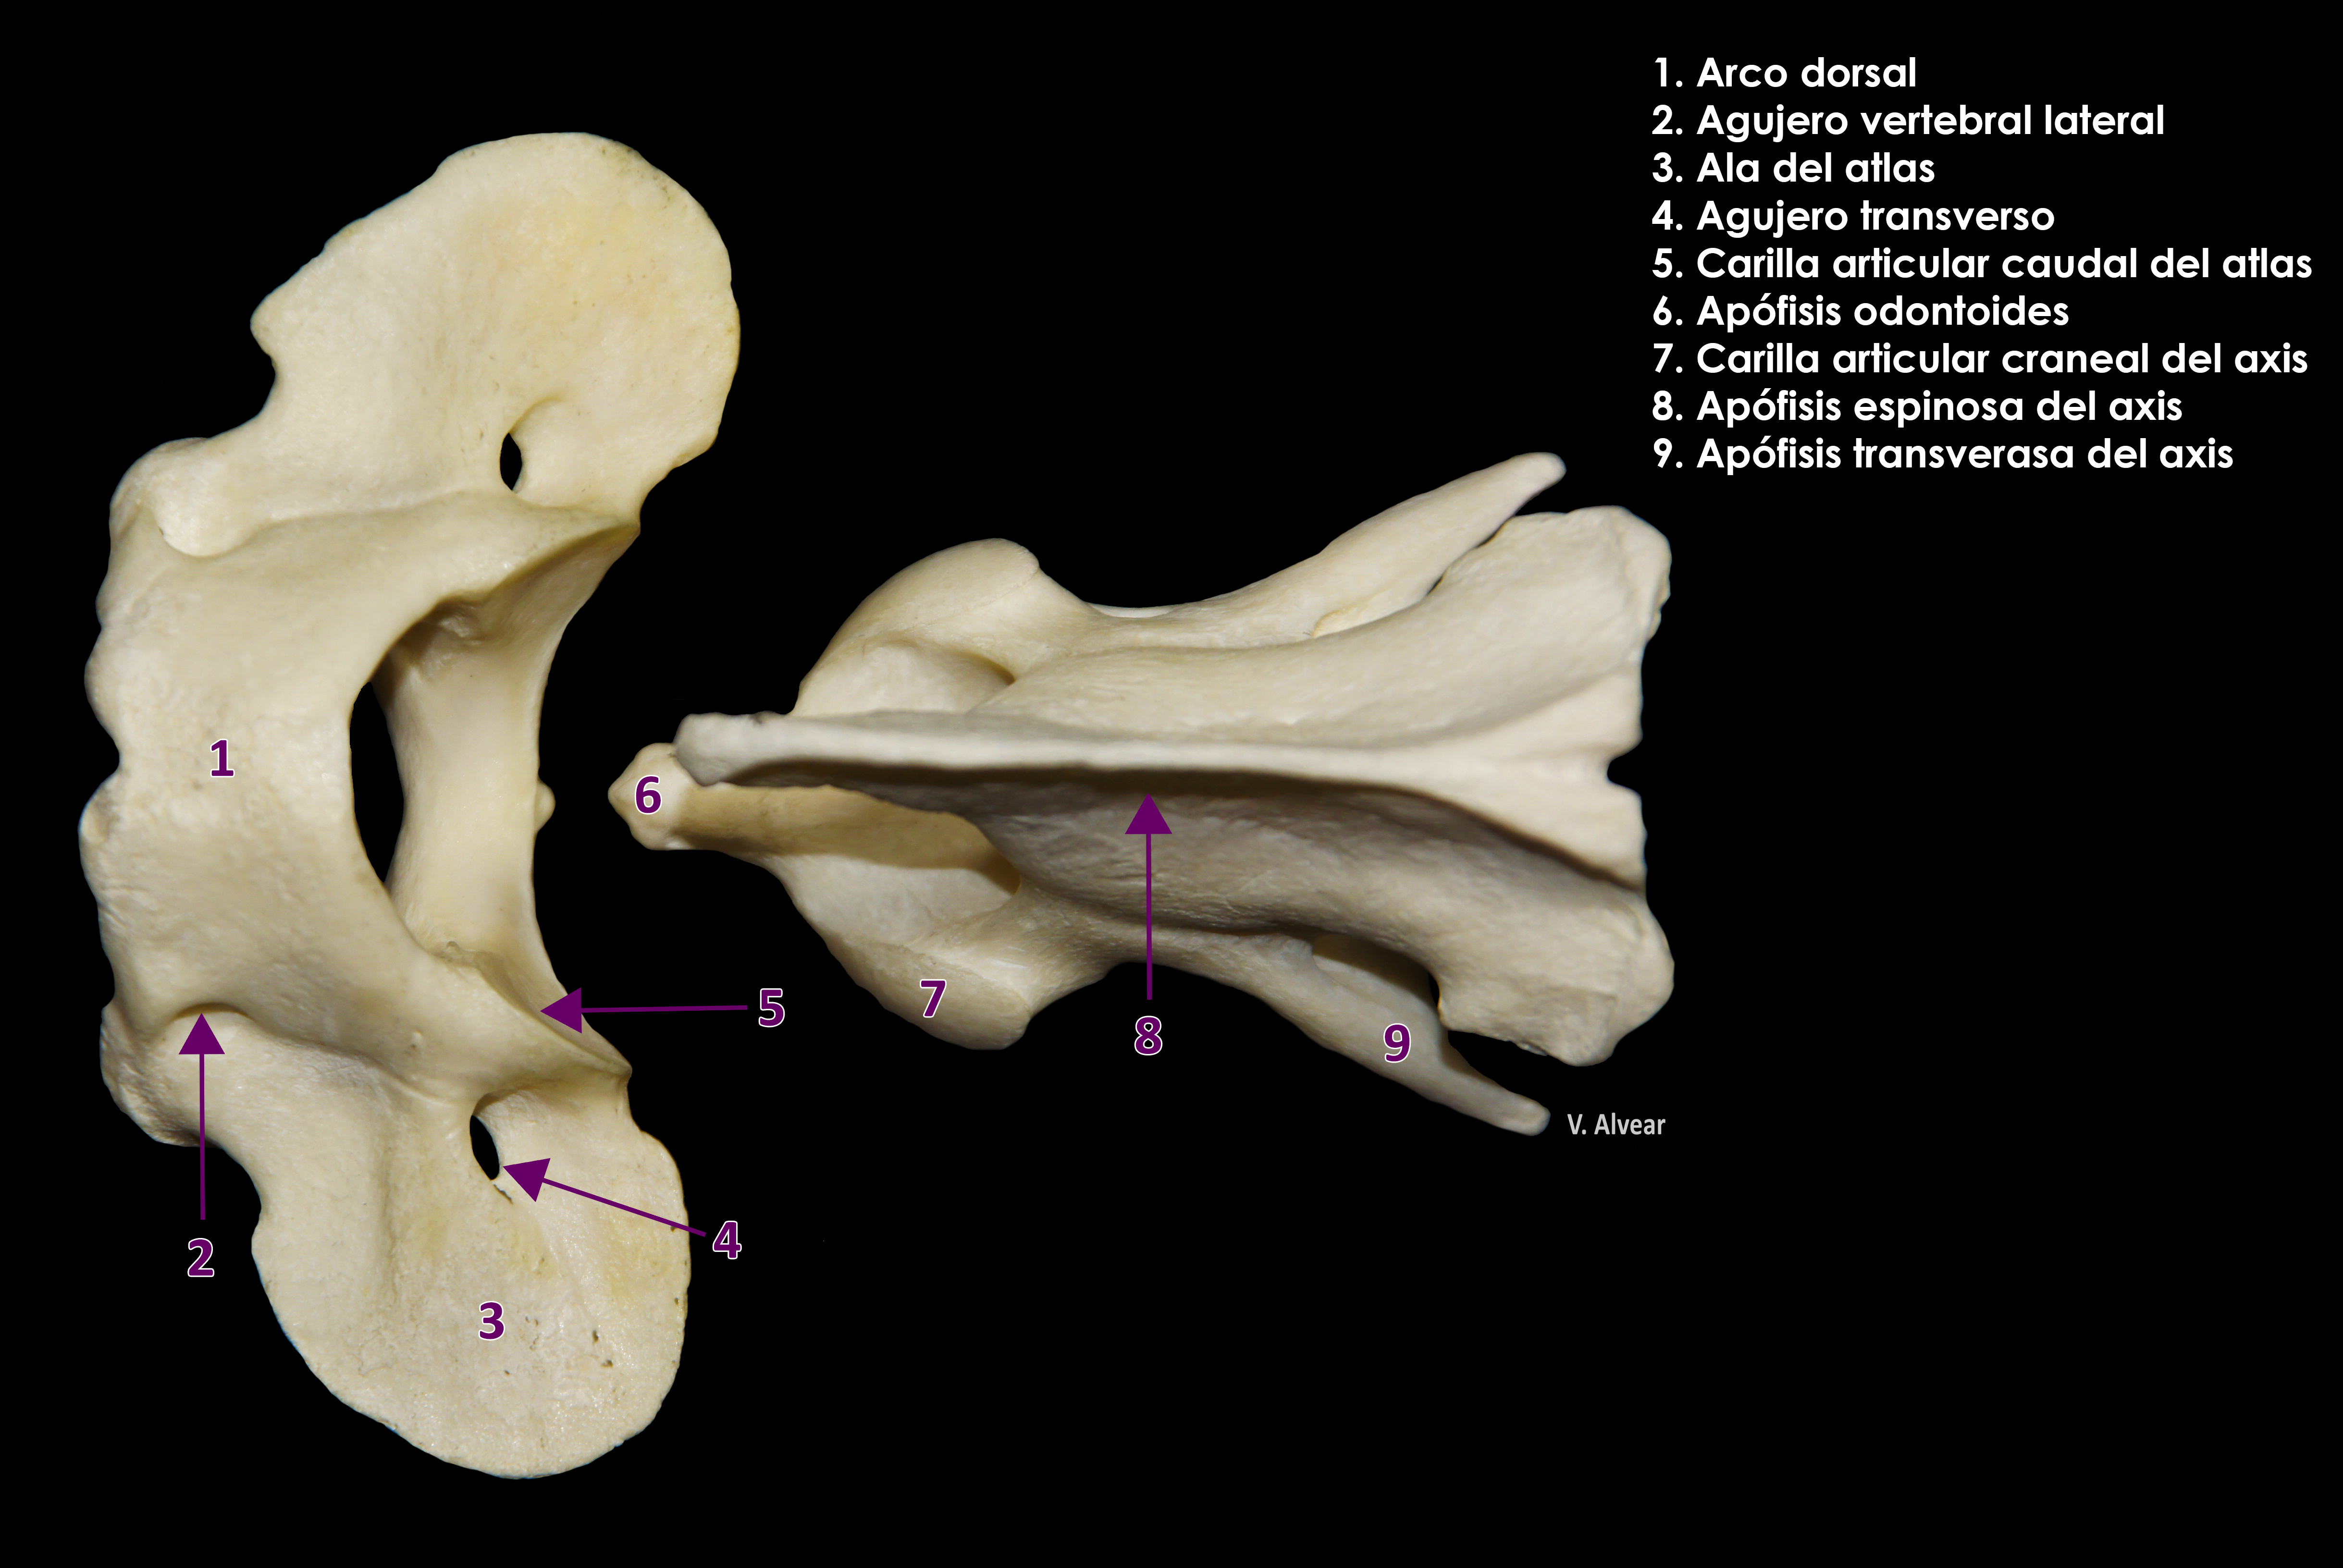 1. Arco dorsal
2. Agujero vertebral lateral
3. Ala del atlas
4. Agujero transverso
5. Carilla articular caudal del atlas
6. Apófisis odontoides
7. Carilla articular craneal del axis
8. Apófisis espinosa del axis
9. Apófisis transverasa del axis
1
6
7
5
8
9
V. Alvear
2
4
3